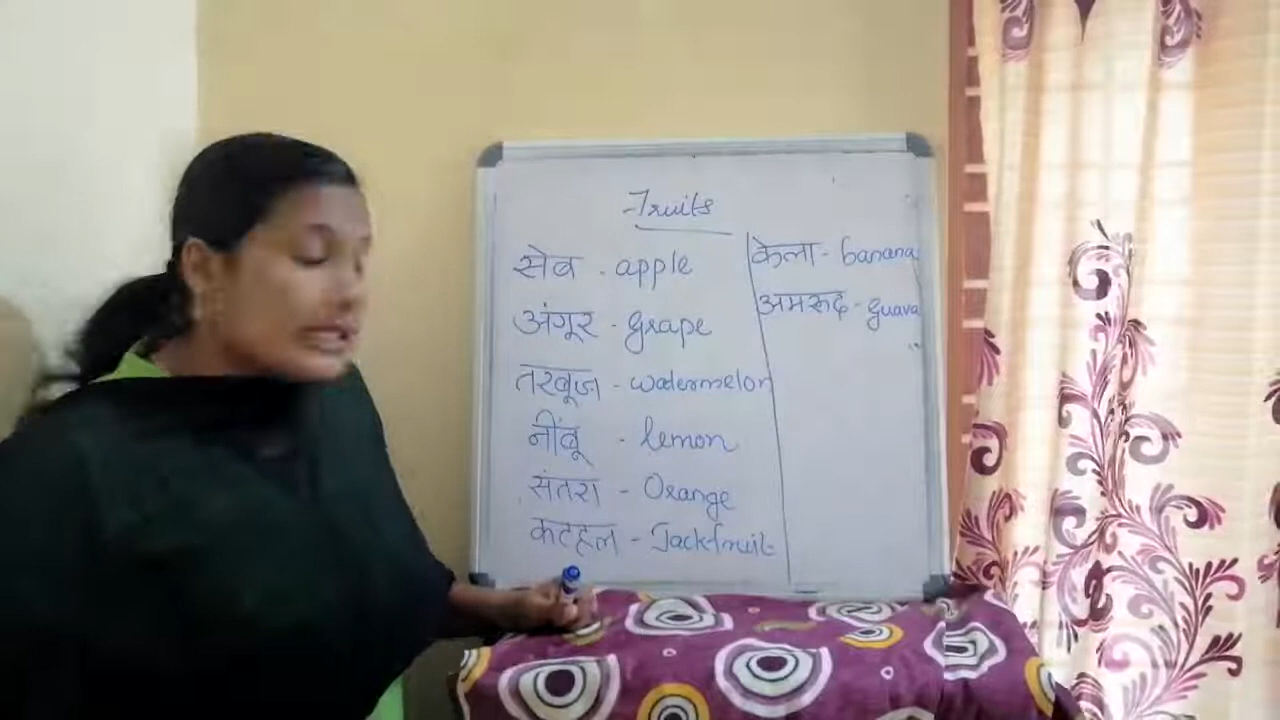 Fruits
सेब - apple
अंगूर - Grape
तरबूज - watermelon
नींबू - lemon
संतरा - Orange
कटहल - Jackfruit
केला - banana
अमरूद - Guava